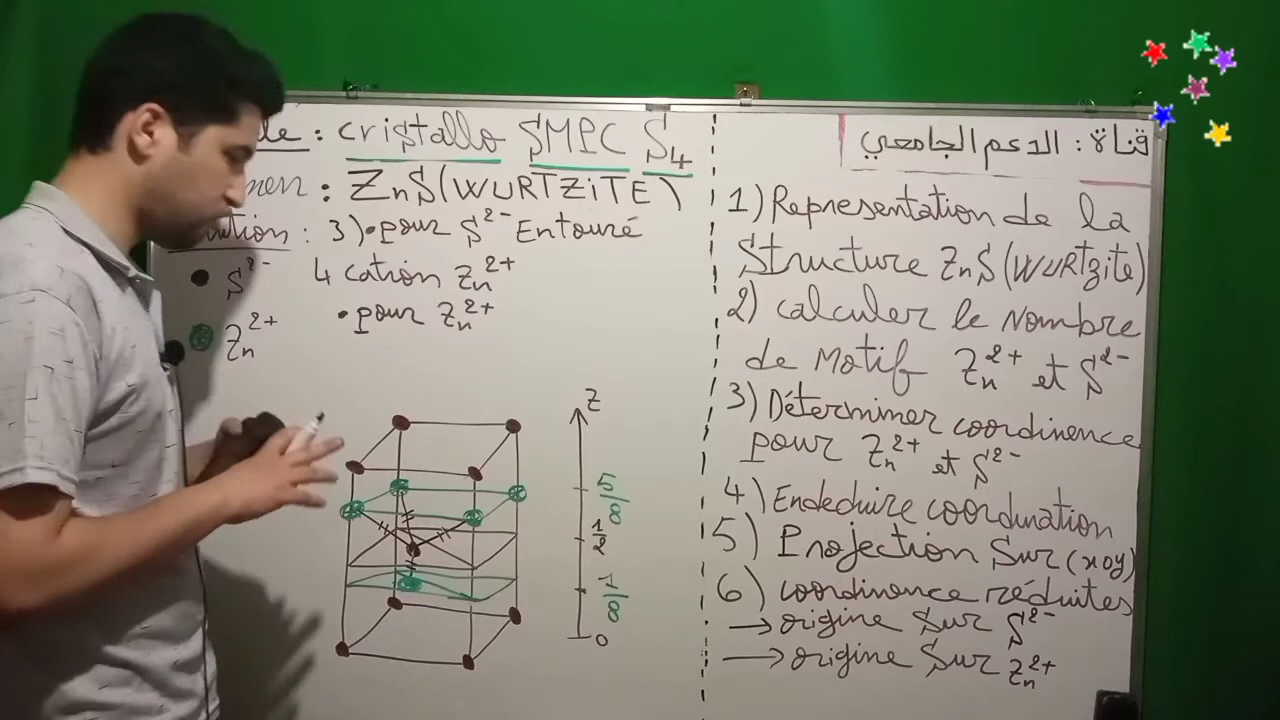 : cristallo SMPC S4
: ZnS(WURTZiTE)
: 3)•pour S²⁻ Entouré
4 cation Zn²⁺
•pour Zn²⁺
S²⁻
Zn²⁺
Z
5/8
1/2
1/8
0
قناة: الدعم الجامعي
1) Representation de la
Structure ZnS(WURtzite)
2) calculer le Nombre
de Motif Zn²⁺ et S²⁻
3) Déterminer coordinence
pour Zn²⁺ et S²⁻
4) Endeduire coordination
5) Projection Sur (xoy)
6) coordinance réduites
→ origine Sur S²⁻
→ origine Sur Zn²⁺